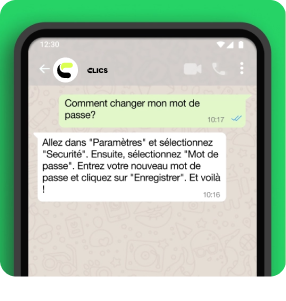 12:30
CLICS
Comment changer mon mot de
passe?
10:17
Allez dans "Paramètres" et sélectionnez
"Securité". Ensuite, sélectionnez "Mot de
passe". Entrez votre nouveau mot de
passe et cliquez sur "Enregistrer". Et voilà
!
10:16